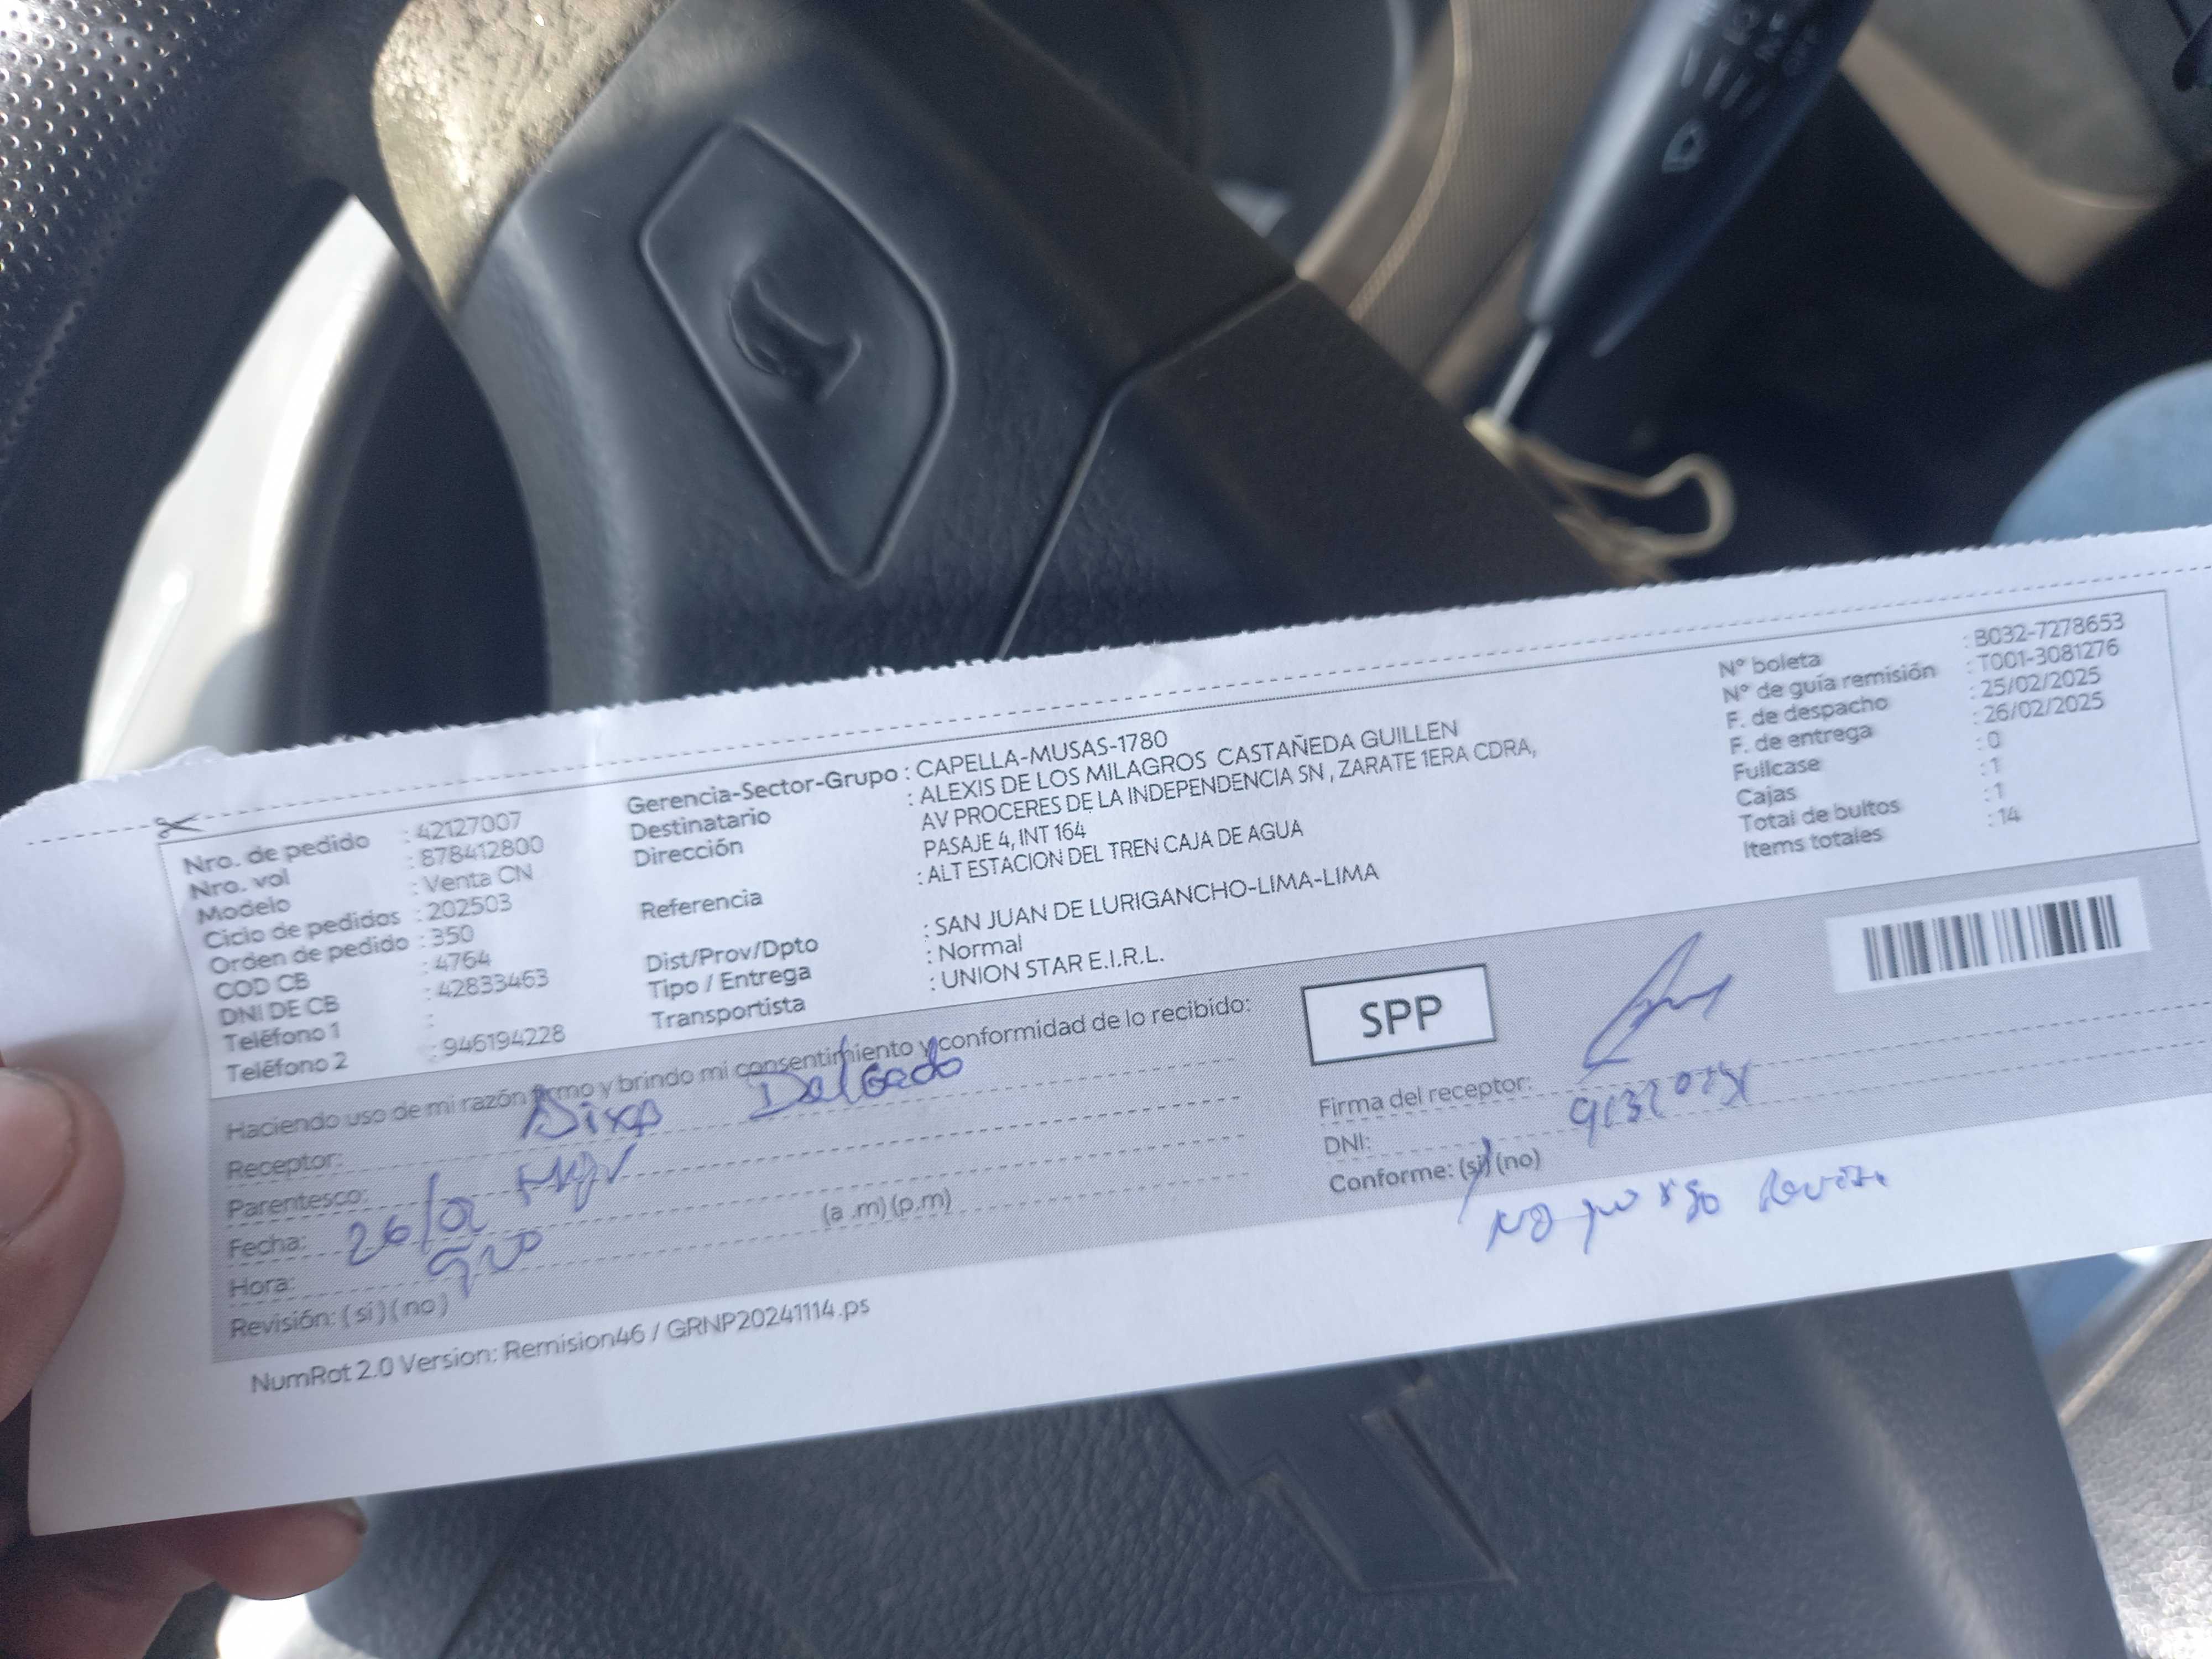 Nro. de pedido : 42127007
Nro. vol : 878412800
Modelo : Venta CN
Ciclo de pedidos : 202503
Orden de pedido : 350
COD CB : 4764
DNI DE CB : 42833463
Teléfono 1 :
Teléfono 2 : 946194228
Gerencia-Sector-Grupo : CAPELLA-MUSAS-1780
Destinatario : ALEXIS DE LOS MILAGROS CASTAÑEDA GUILLEN
Dirección AV PROCERES DE LA INDEPENDENCIA SN , ZARATE 1ERA CDRA,
PASAJE 4, INT 164
Referencia : ALT ESTACION DEL TREN CAJA DE AGUA
Dist/Prov/Dpto : SAN JUAN DE LURIGANCHO-LIMA-LIMA
Tipo / Entrega : Normal
Transportista : UNION STAR E.I.R.L.
N° boleta : B032-7278653
N° de guía remisión : T001-3081276
F. de despacho : 25/02/2025
F. de entrega : 26/02/2025
Fullcase : 0
Cajas : 1
Total de bultos : 1
Items totales : 14
Haciendo uso de mi razón firmo y brindo mi consentimiento y conformidad de lo recibido:
Receptor: Delgado
Parentesco:
Fecha: 26/02
Hora: (a .m) (p.m)
Revisión: ( si ) ( no )
SPP
Firma del receptor:
DNI:
Conforme: (si) (no)
No
NumRot 2.0 Version: Remision46 / GRNP20241114.ps